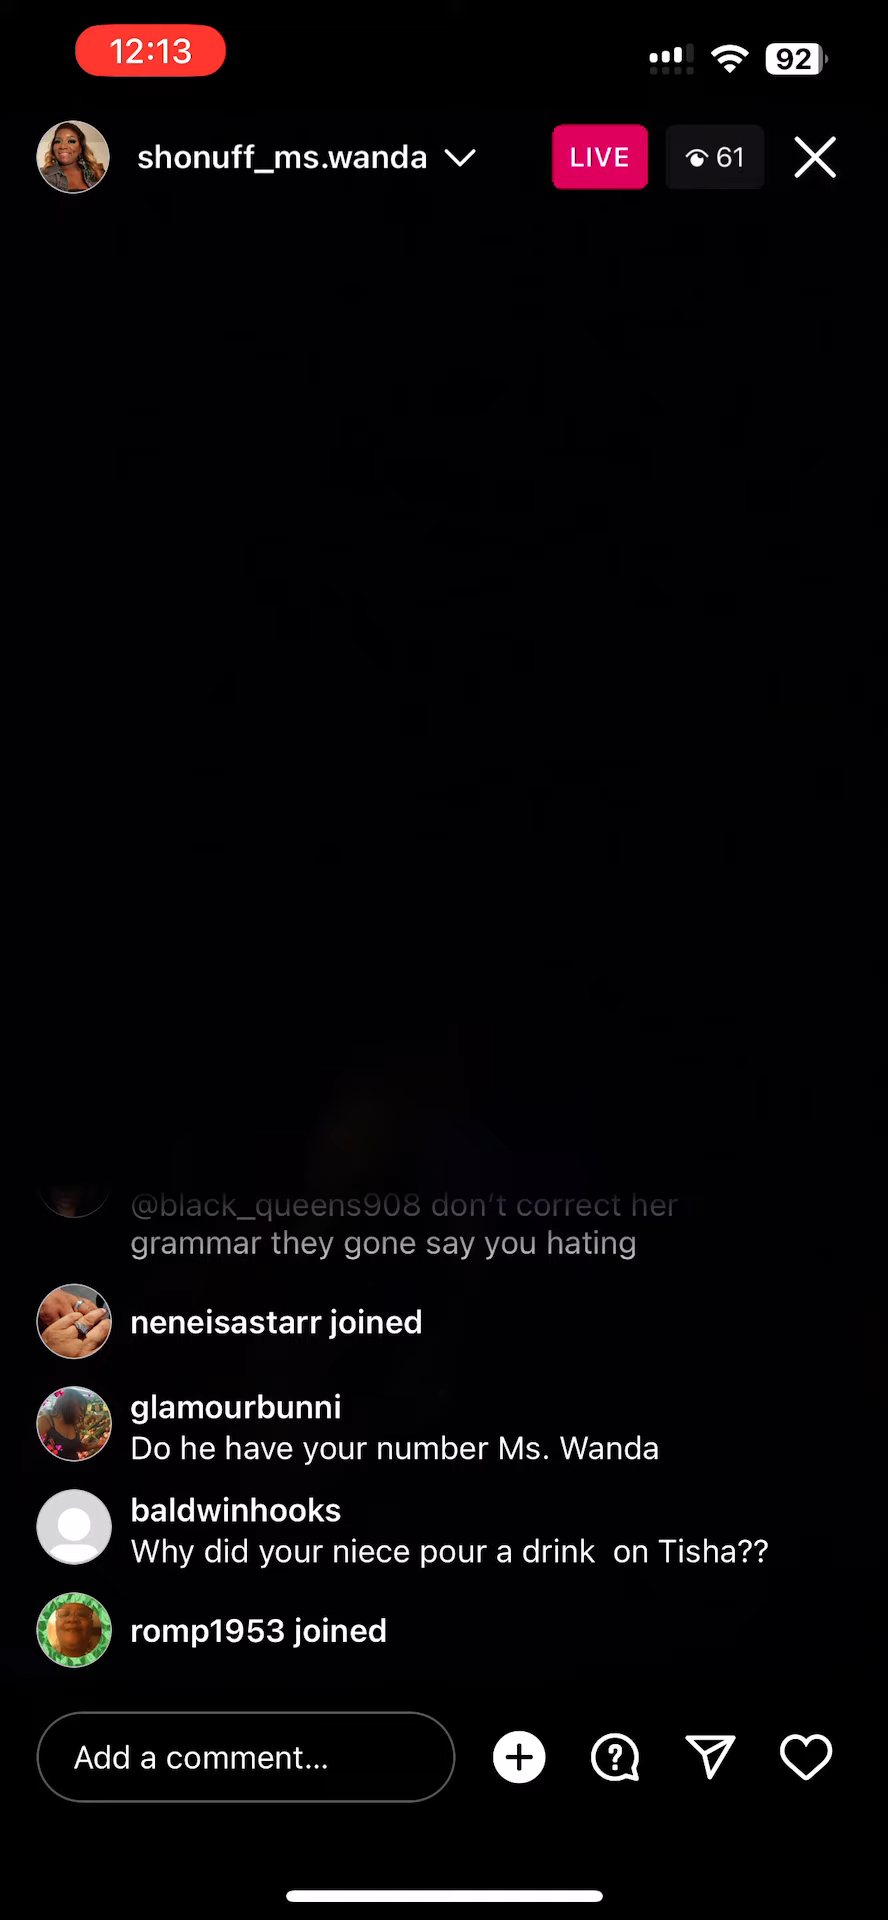 12:13
92
shonuff_ms.wanda
LIVE
61
@black_queens908 don't correct her
grammar they gone say you hating
neneisastarr joined
glamourbunni
Do he have your number Ms. Wanda
baldwinhooks
Why did your niece pour a drink  on Tisha??
romp1953 joined
Add a comment...